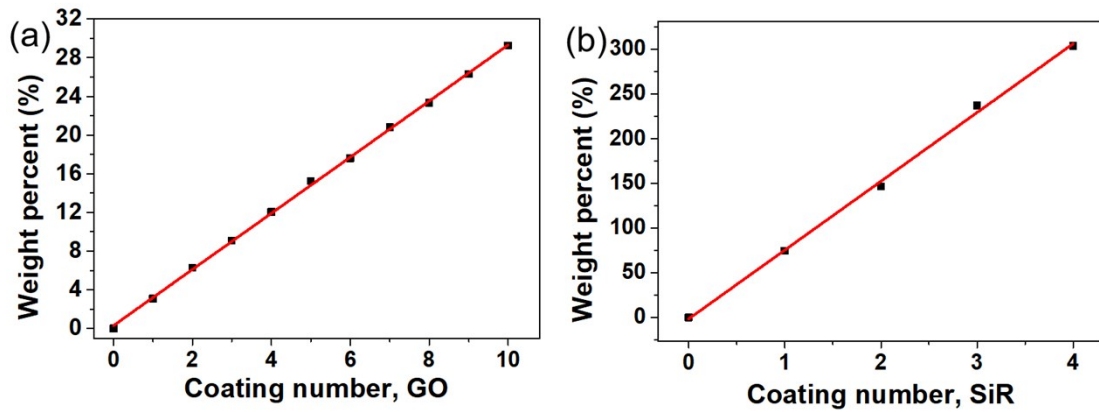 (a)
Weight percent (%)
32
28
24
20
16
12
8
4
0
0 2 4 6 8 10
Coating number, GO
(b)
Weight percent (%)
300
250
200
150
100
50
0
0 1 2 3 4
Coating number, SiR